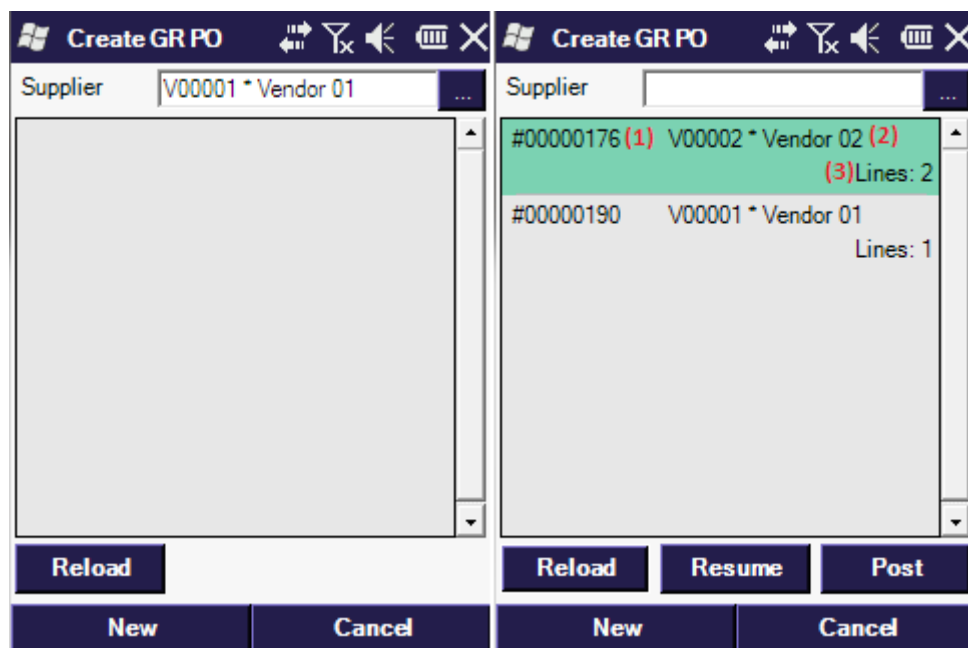 Create GR PO
Supplier V00001 * Vendor 01 ...
Reload
New Cancel
Create GR PO
Supplier ...
#00000176 (1) V00002 * Vendor 02 (2)
(3) Lines: 2
#00000190 V00001 * Vendor 01
Lines: 1
Reload Resume Post
New Cancel